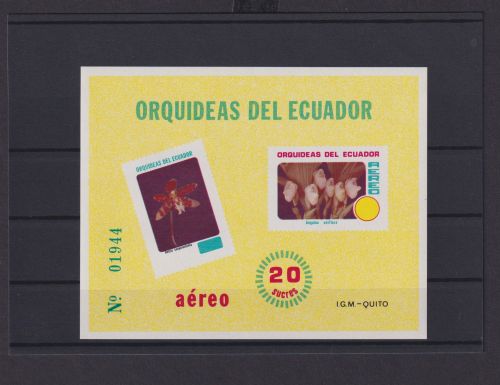 ORQUIDEAS DEL ECUADOR
ORQUIDEAS DEL ECUADOR
ORQUIDEAS DEL ECUADOR
AEREO
Nº 01944
aéreo
20
sucres
I.G.M.-QUITO